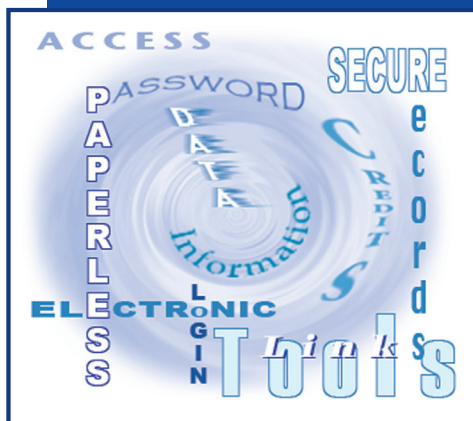 ACCESS
SECURE
PASSWORD
PAPERLESS
DATA
CREDITS
Records
Information
ELECTRONIC
LOGIN
Link
Tools